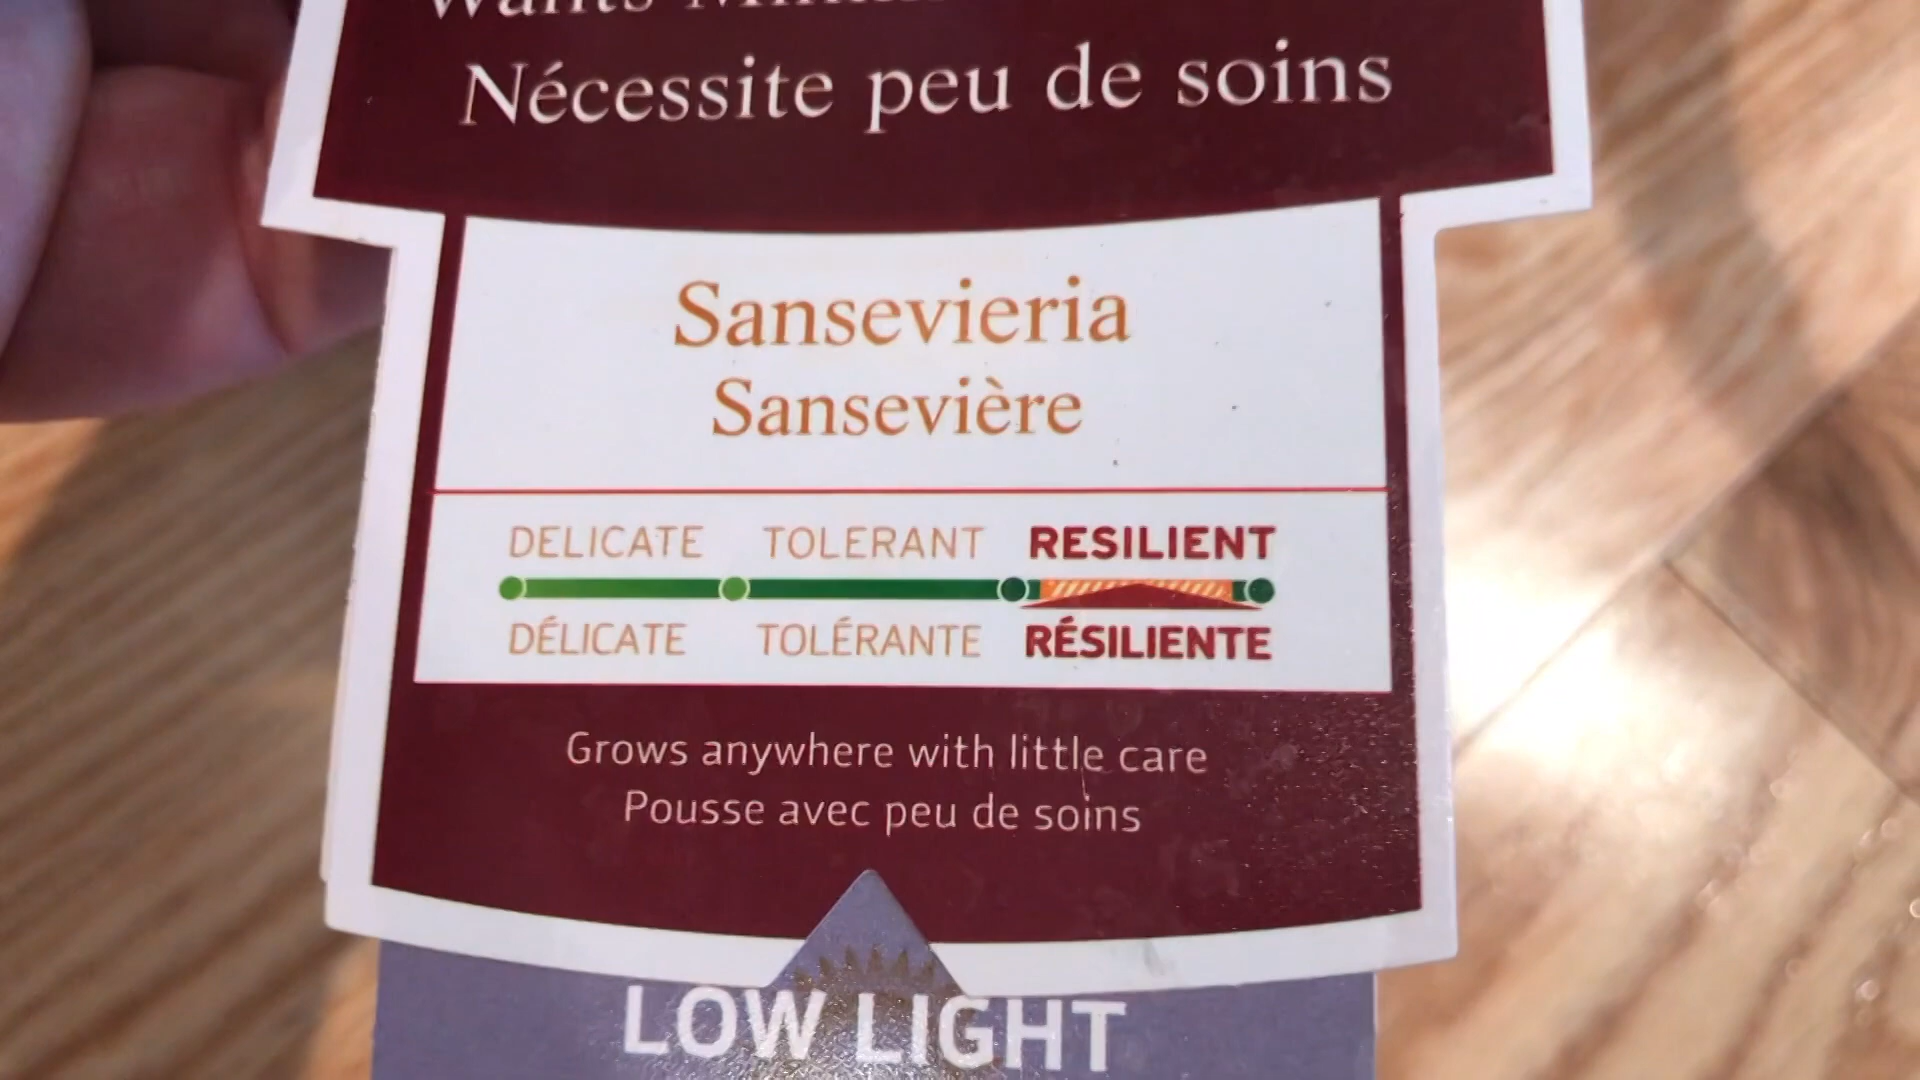 Wants
Nécessite peu de soins
Sansevieria
Sansevière
DELICATE TOLERANT RESILIENT
DÉLICATE TOLÉRANTE RÉSILIENTE
Grows anywhere with little care
Pousse avec peu de soins
LOW LIGHT